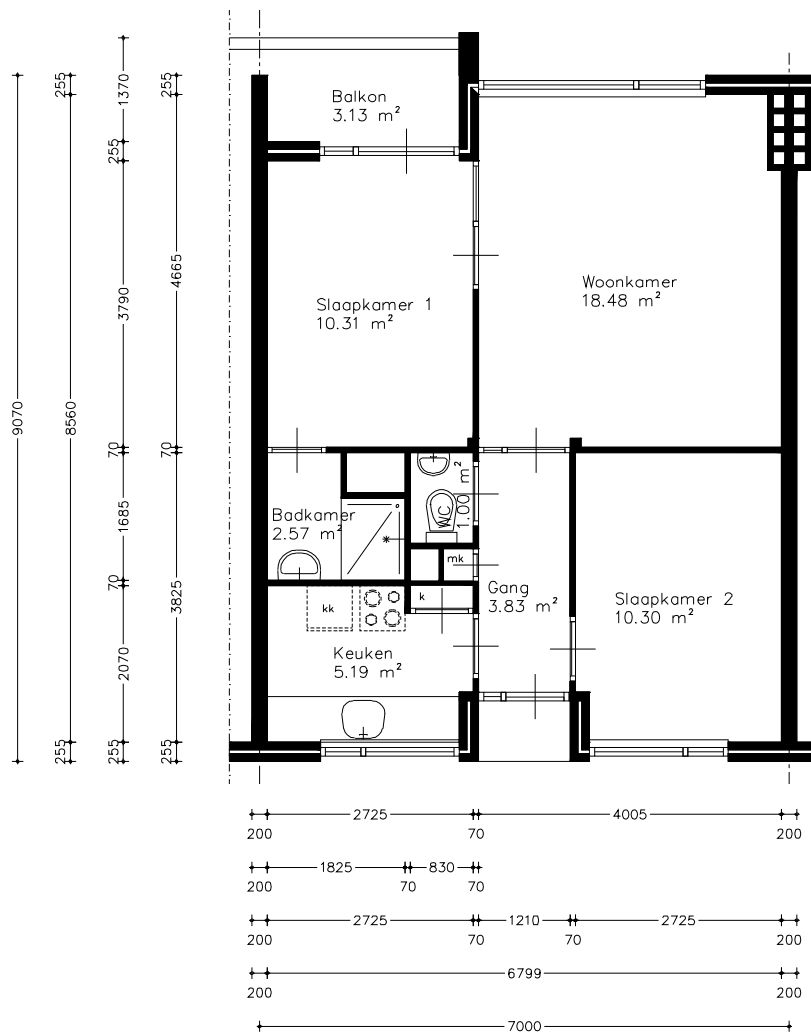 Balkon
3.13 m²
Woonkamer
18.48 m²
Slaapkamer 1
10.31 m²
Badkamer
2.57 m²
WC
1.00 m²
mk
k
kk
Gang
3.83 m²
Slaapkamer 2
10.30 m²
Keuken
5.19 m²
9070
255
8560
255
1370
255
3790
70
1685
70
2070
255
255
4665
70
3825
255
2725
4005
200
70
200
1825
830
200
70
70
2725
1210
2725
200
70
70
200
6799
200
200
7000